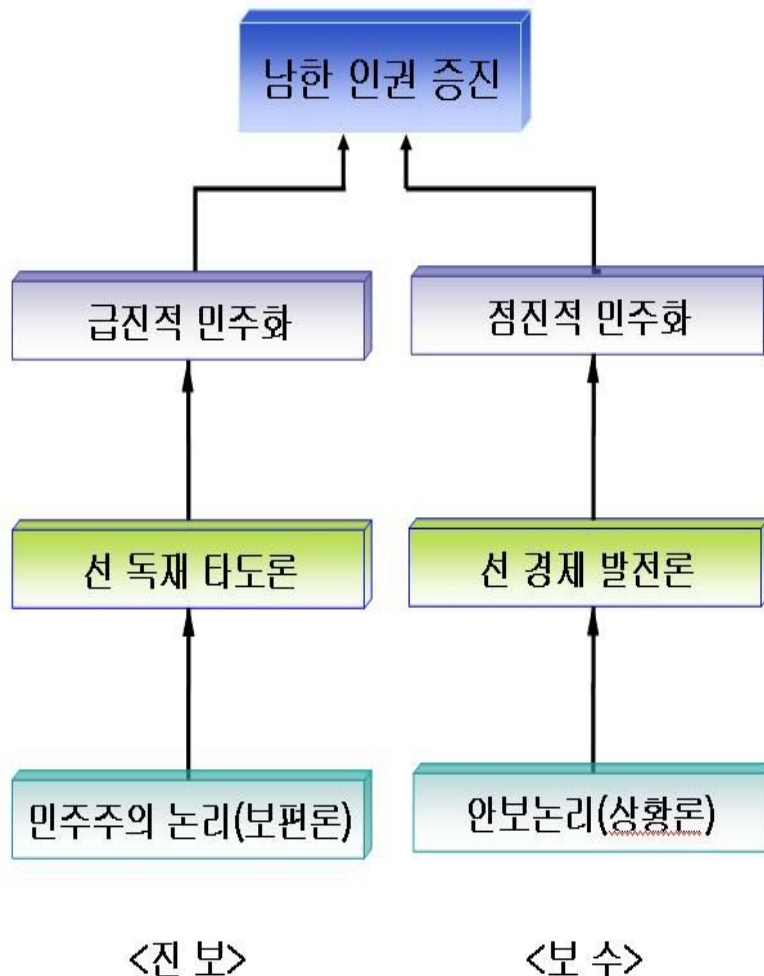 남한 인권 증진
급진적 민주화
점진적 민주화
선 독재 타도론
선 경제 발전론
민주주의 논리(보편론)
안보논리(상황론)
<진 보>
<보 수>